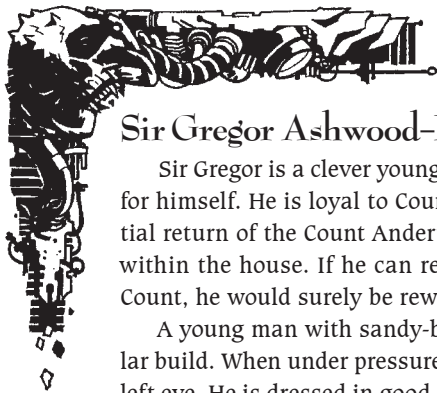 Sir Gregor Ashwood-
Sir Gregor is a clever young
for himself. He is loyal to Cour
tial return of the Count Ander
within the house. If he can re
Count, he would surely be rew
A young man with sandy-b
lar build. When under pressure
left eye. He is dressed in good